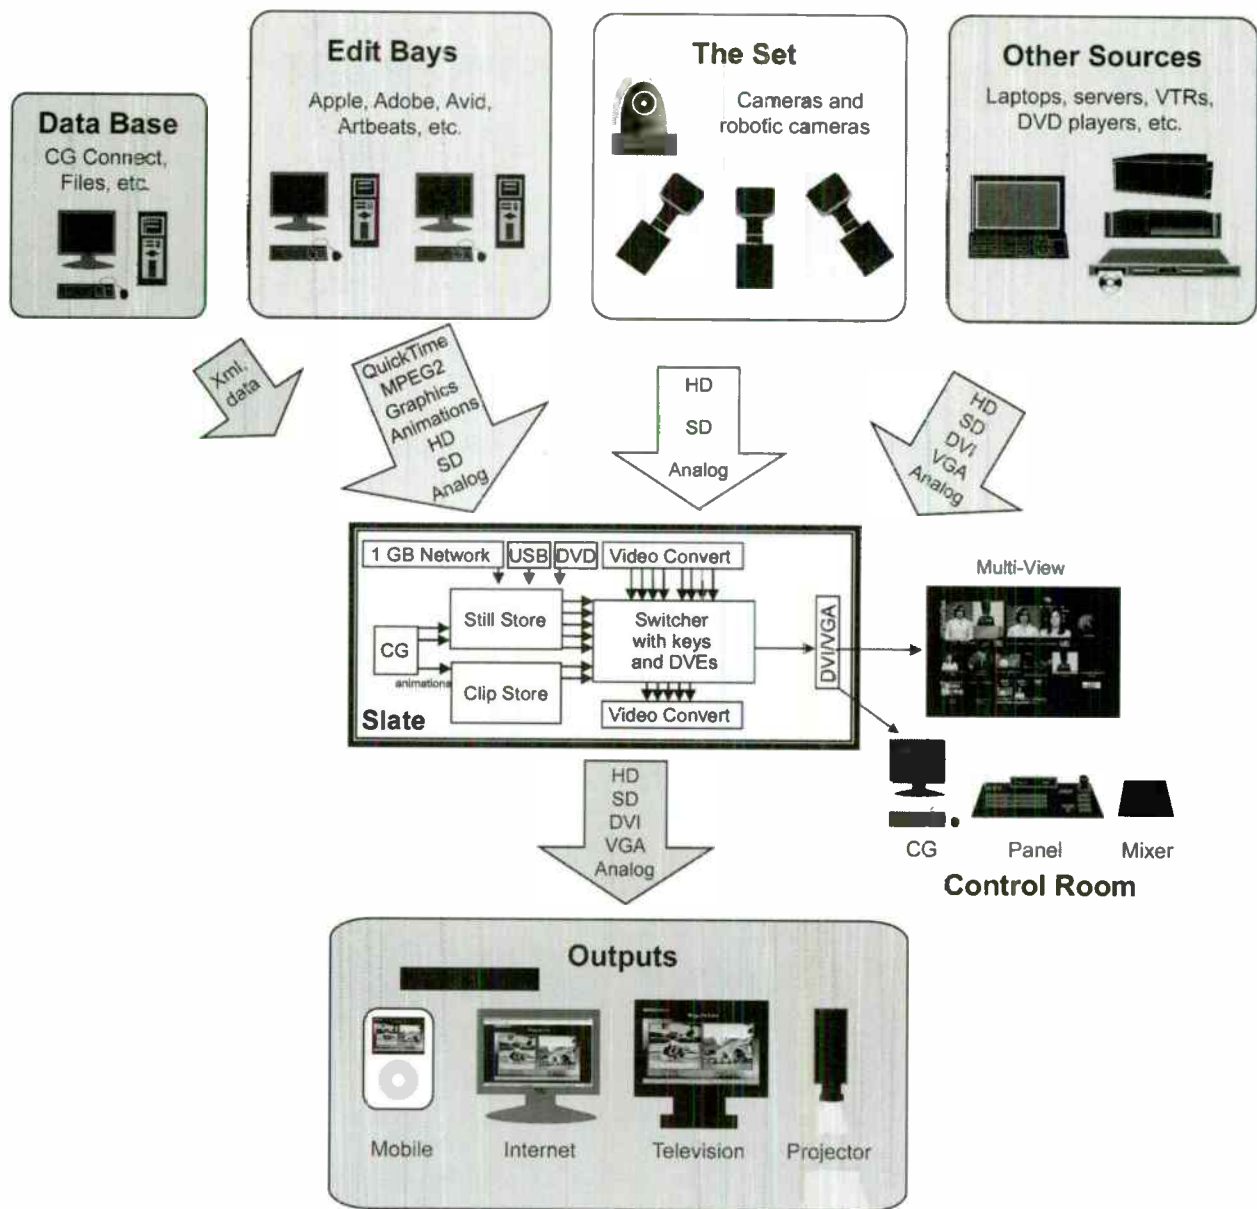 Data Base
CG Connect,
Files, etc.
Edit Bays
Apple, Adobe, Avid,
Artbeats, etc.
The Set
Cameras and
robotic cameras
Other Sources
Laptops, servers, VTRs,
DVD players, etc.
Xml,
data
QuickTime
MPEG2
Graphics
Animations
HD
SD
Analog
HD
SD
Analog
HD
SD
DVI
VGA
Analog
1 GB Network
USB
DVD
Video Convert
Still Store
Switcher
with keys
and DVEs
CG
animations
Clip Store
Video Convert
Slate
DVI/VGA
Multi-View
CG
Panel
Mixer
Control Room
HD
SD
DVI
VGA
Analog
Outputs
Mobile
Internet
Television
Projector